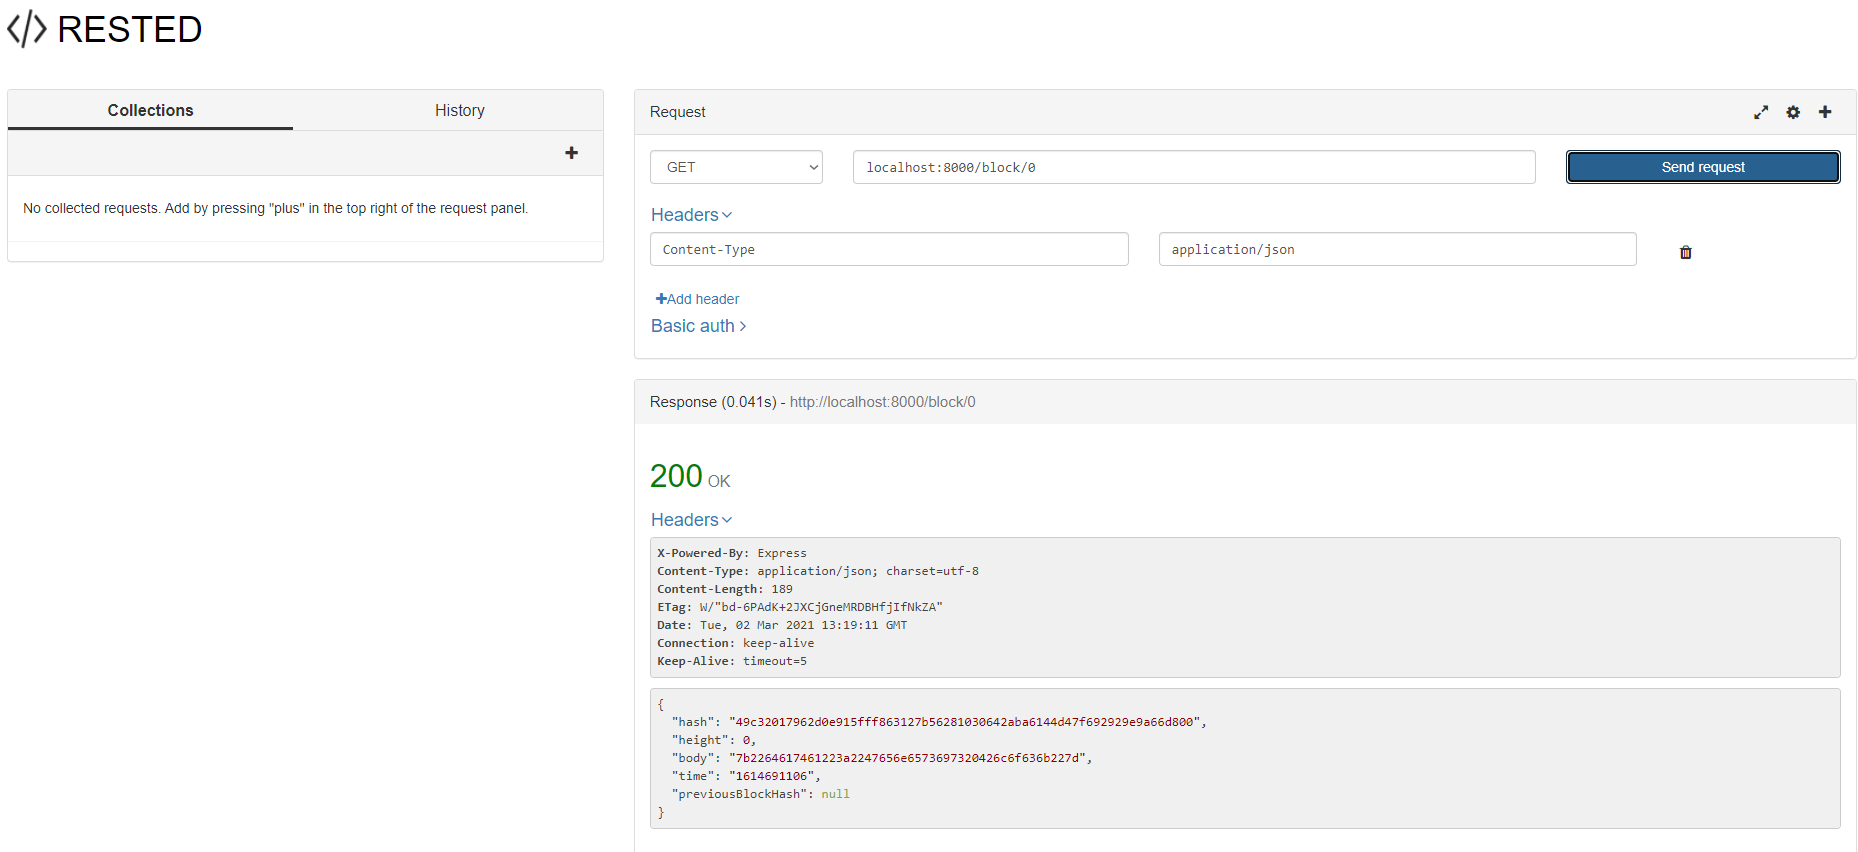 </> RESTED
Collections
History
No collected requests. Add by pressing "plus" in the top right of the request panel.
Request
GET
localhost:8000/block/0
Send request
Headers
Content-Type
application/json
Add header
Basic auth
Response (0.041s) - http://localhost:8000/block/0
200 OK
Headers
X-Powered-By: Express
Content-Type: application/json; charset=utf-8
Content-Length: 189
ETag: W/"bd-6PAdK+2JXCjGneMRDBHfjIfNkZA"
Date: Tue, 02 Mar 2021 13:19:11 GMT
Connection: keep-alive
Keep-Alive: timeout=5
{
"hash": "49c32017962d0e915fff863127b56281030642aba6144d47f692929e9a66d800",
"height": 0,
"body": "7b2264617461223a2247656e6573697320426c6f636b227d",
"time": "1614691106",
"previousBlockHash": null
}